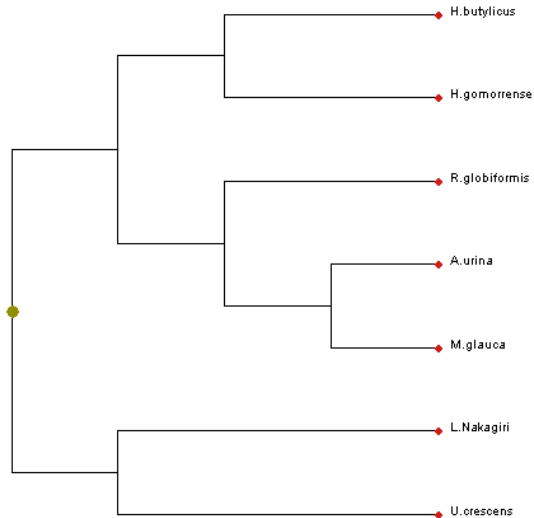 H.butylicus
H.gomorrense
R.globiformis
A.urina
M.glauca
L.Nakagiri
U.crescens